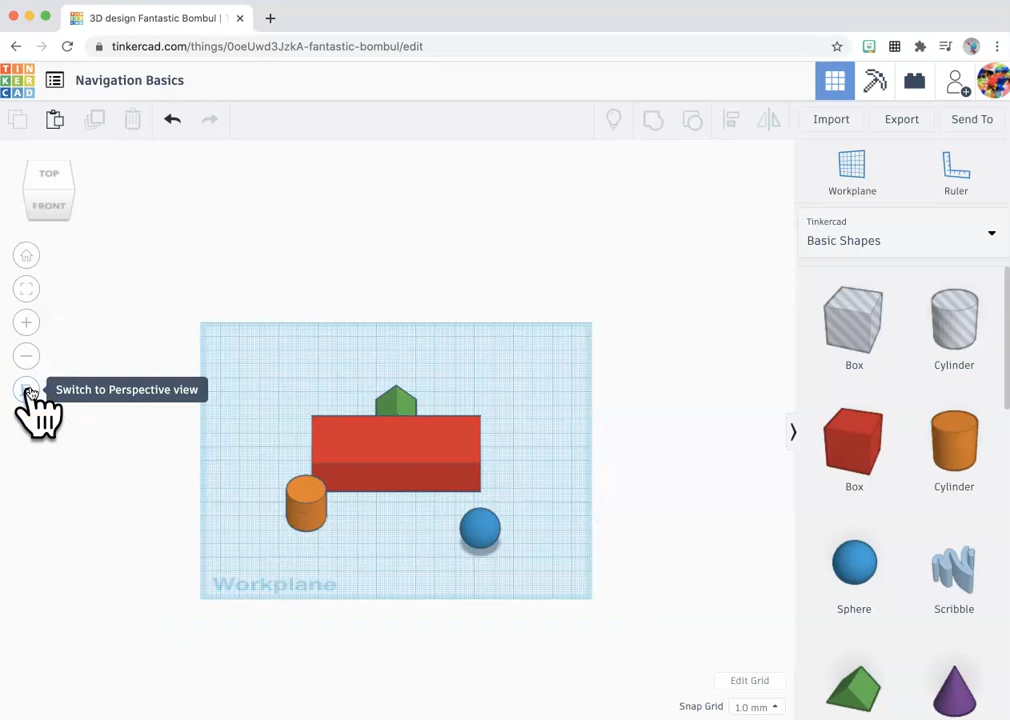 3D design Fantastic Bombul | T
tinkercad.com/things/0oeUwd3JzkA-fantastic-bombul/edit
TIN
KER
CAD
Navigation Basics
Import
Export
Send To
TOP
FRONT
Workplane
Ruler
Tinkercad
Basic Shapes
Box
Cylinder
Switch to Perspective view
Box
Cylinder
Workplane
Sphere
Scribble
Edit Grid
Snap Grid
1.0 mm